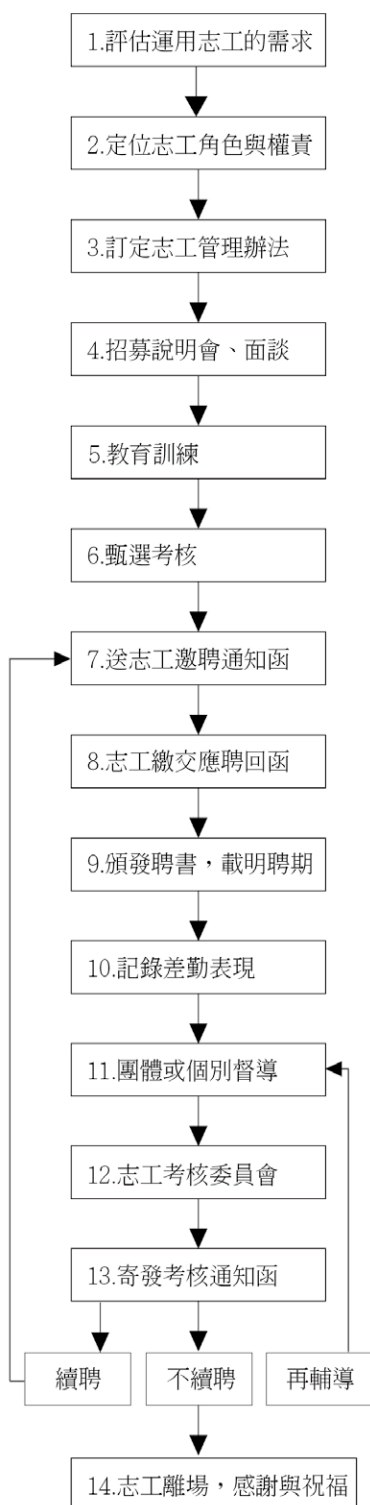 1.評估運用志工的需求
2.定位志工角色與權責
3.訂定志工管理辦法
4.招募說明會、面談
5.教育訓練
6.甄選考核
7.送志工邀聘通知函
8.志工繳交應聘回函
9.頒發聘書，載明聘期
10.記錄差勤表現
11.團體或個別督導
12.志工考核委員會
13.寄發考核通知函
續聘
不續聘
再輔導
14.志工離場，感謝與祝福